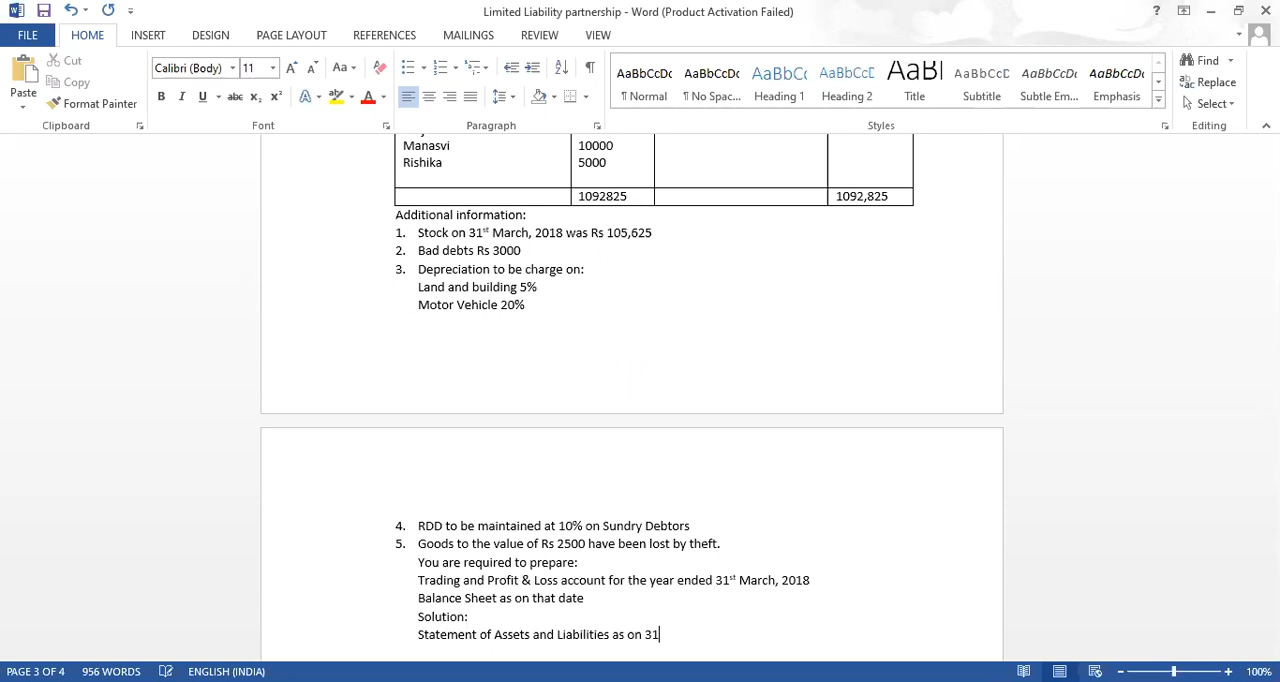 Limited Liability partnership - Word (Product Activation Failed)
FILE HOME INSERT DESIGN PAGE LAYOUT REFERENCES MAILINGS REVIEW VIEW
Paste
Cut
Copy
Format Painter
Clipboard
Calibri (Body) 11
Font
Paragraph
AaBbCcDc AaBbCcDc AaBbCc AaBbCcD AaBl AaBbCcD AaBbCcDc AaBbCcDc
¶ Normal ¶ No Spac... Heading 1 Heading 2 Title Subtitle Subtle Em... Emphasis
Styles
Find
Replace
Select
Editing
Manasvi 10000
Rishika 5000
1092825 1092,825
Additional information:
1. Stock on 31st March, 2018 was Rs 105,625
2. Bad debts Rs 3000
3. Depreciation to be charge on:
Land and building 5%
Motor Vehicle 20%
4. RDD to be maintained at 10% on Sundry Debtors
5. Goods to the value of Rs 2500 have been lost by theft.
You are required to prepare:
Trading and Profit & Loss account for the year ended 31st March, 2018
Balance Sheet as on that date
Solution:
Statement of Assets and Liabilities as on 31
PAGE 3 OF 4 956 WORDS ENGLISH (INDIA) 100%